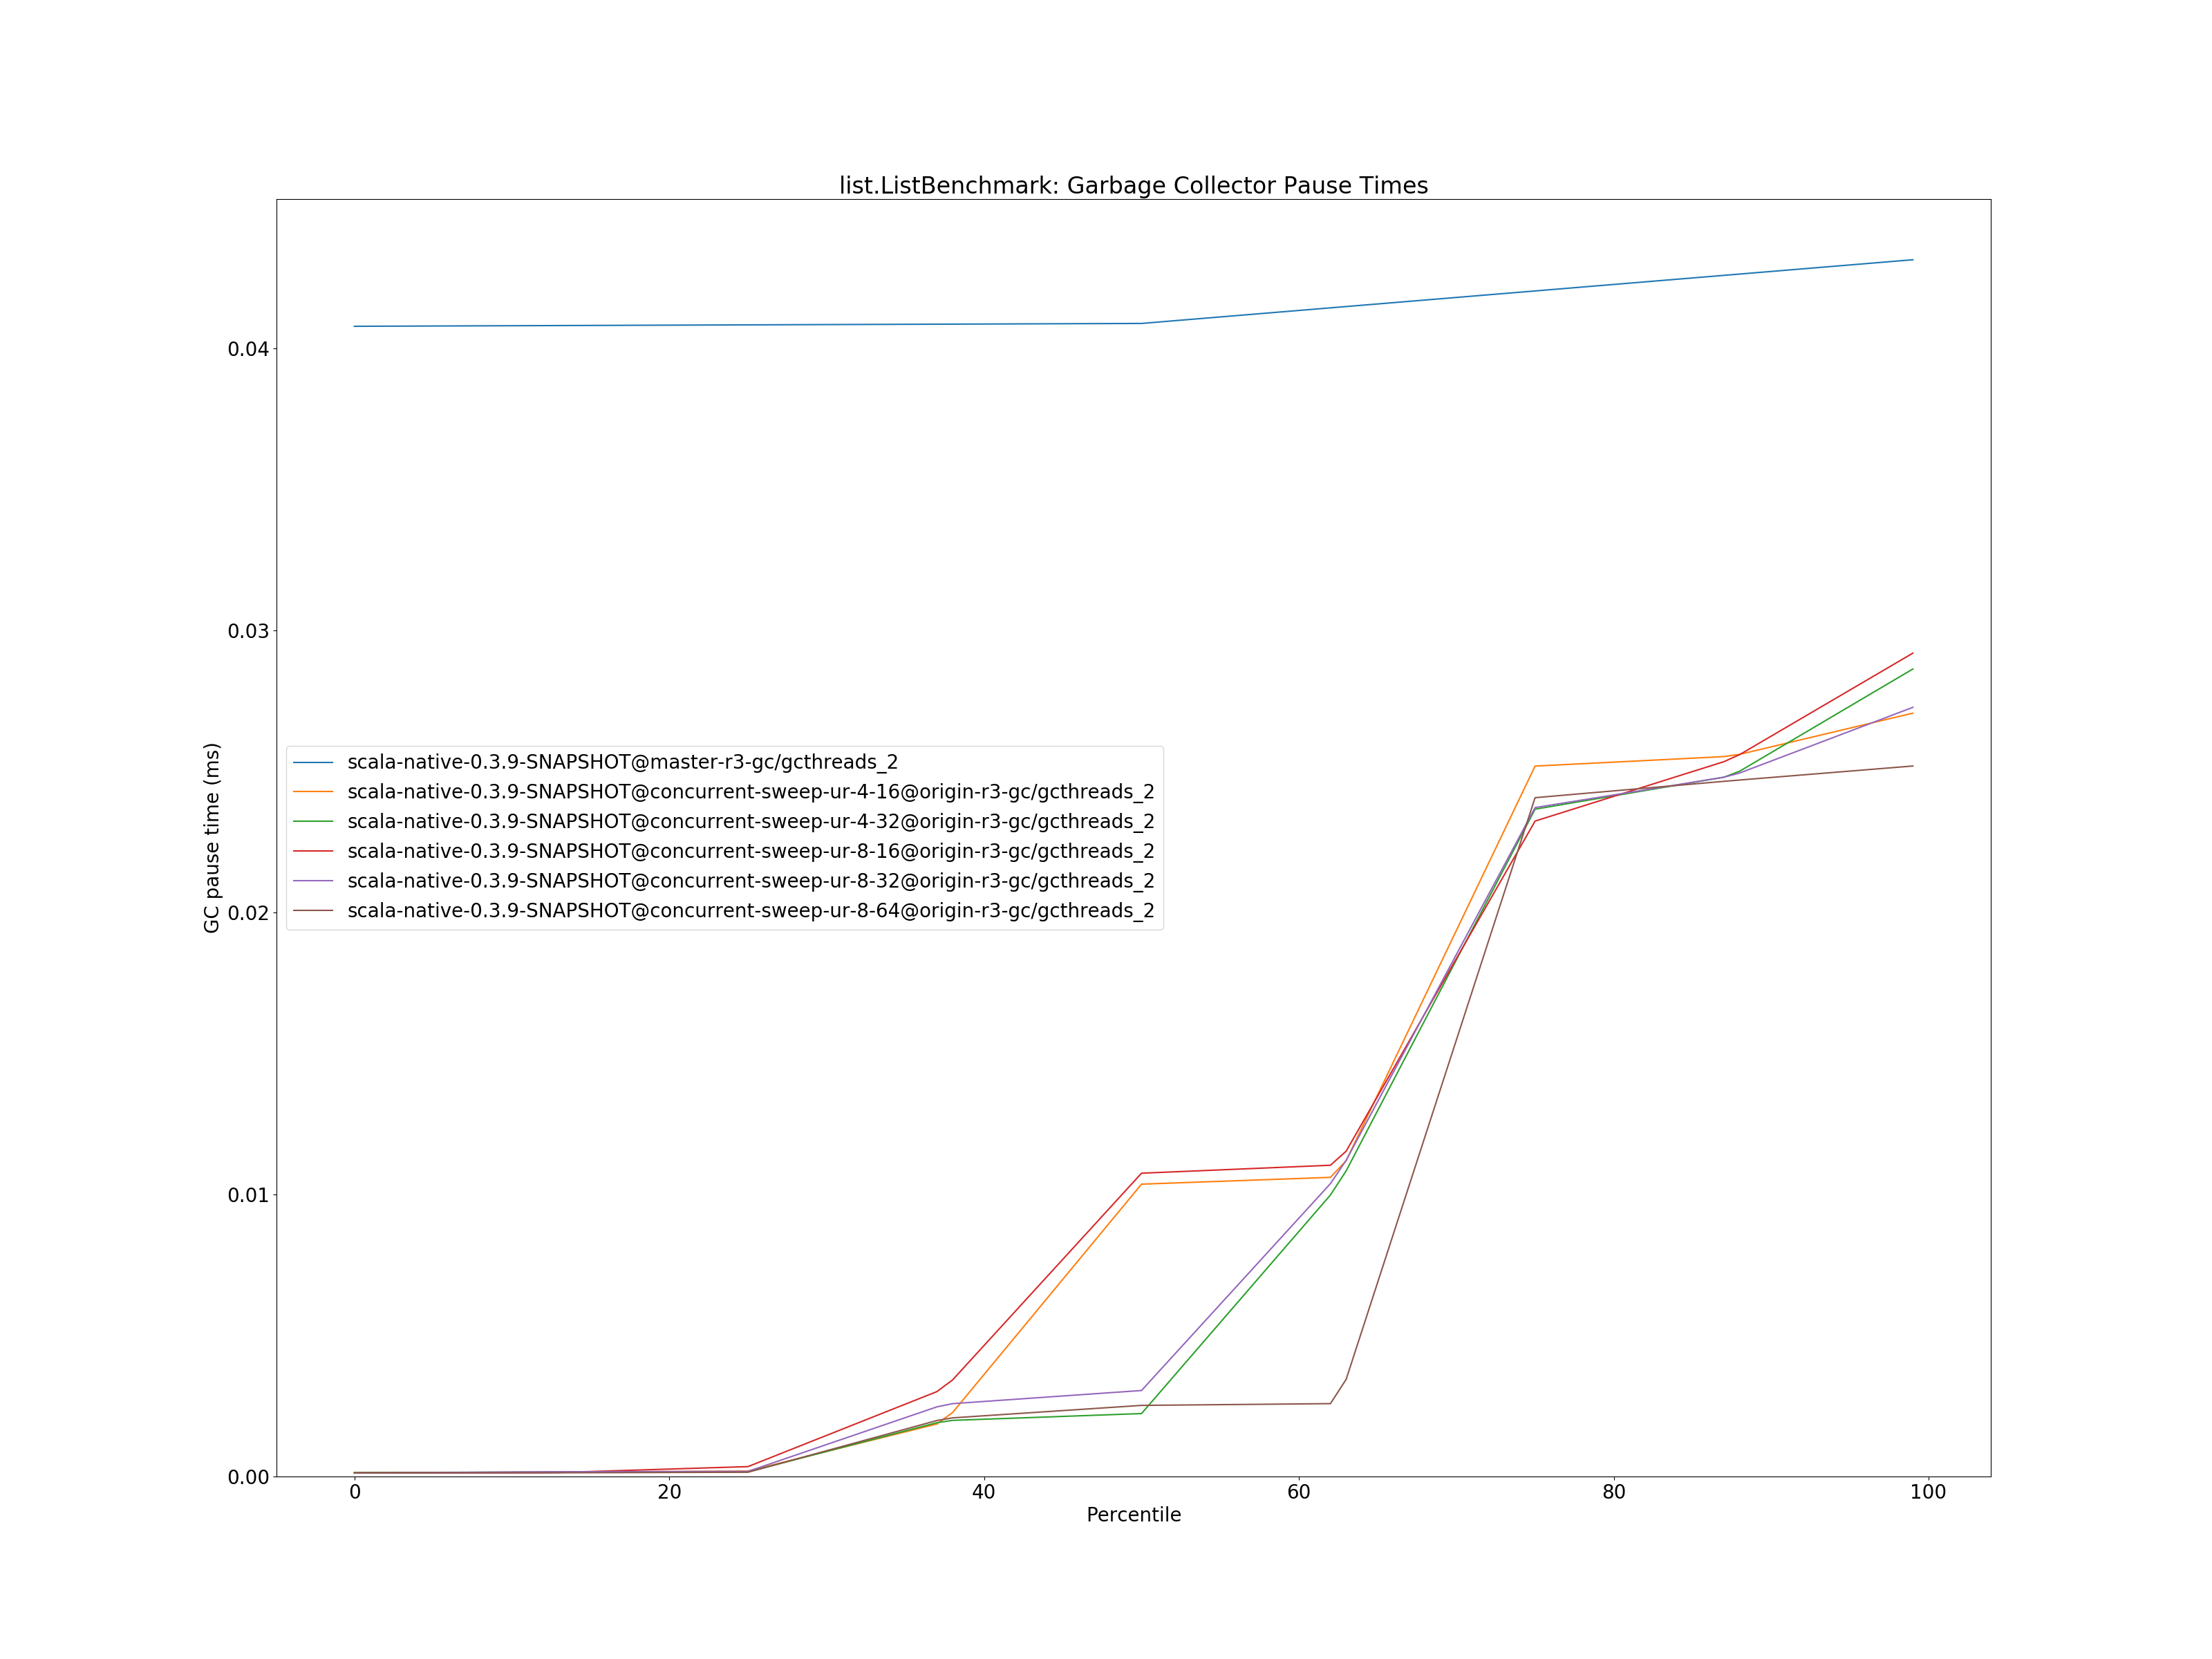 list.ListBenchmark: Garbage Collector Pause Times
GC pause time (ms)
0.04
0.03
0.02
0.01
0.00
scala-native-0.3.9-SNAPSHOT@master-r3-gc/gcthreads_2
scala-native-0.3.9-SNAPSHOT@concurrent-sweep-ur-4-16@origin-r3-gc/gcthreads_2
scala-native-0.3.9-SNAPSHOT@concurrent-sweep-ur-4-32@origin-r3-gc/gcthreads_2
scala-native-0.3.9-SNAPSHOT@concurrent-sweep-ur-8-16@origin-r3-gc/gcthreads_2
scala-native-0.3.9-SNAPSHOT@concurrent-sweep-ur-8-32@origin-r3-gc/gcthreads_2
scala-native-0.3.9-SNAPSHOT@concurrent-sweep-ur-8-64@origin-r3-gc/gcthreads_2
0 20 40 60 80 100
Percentile